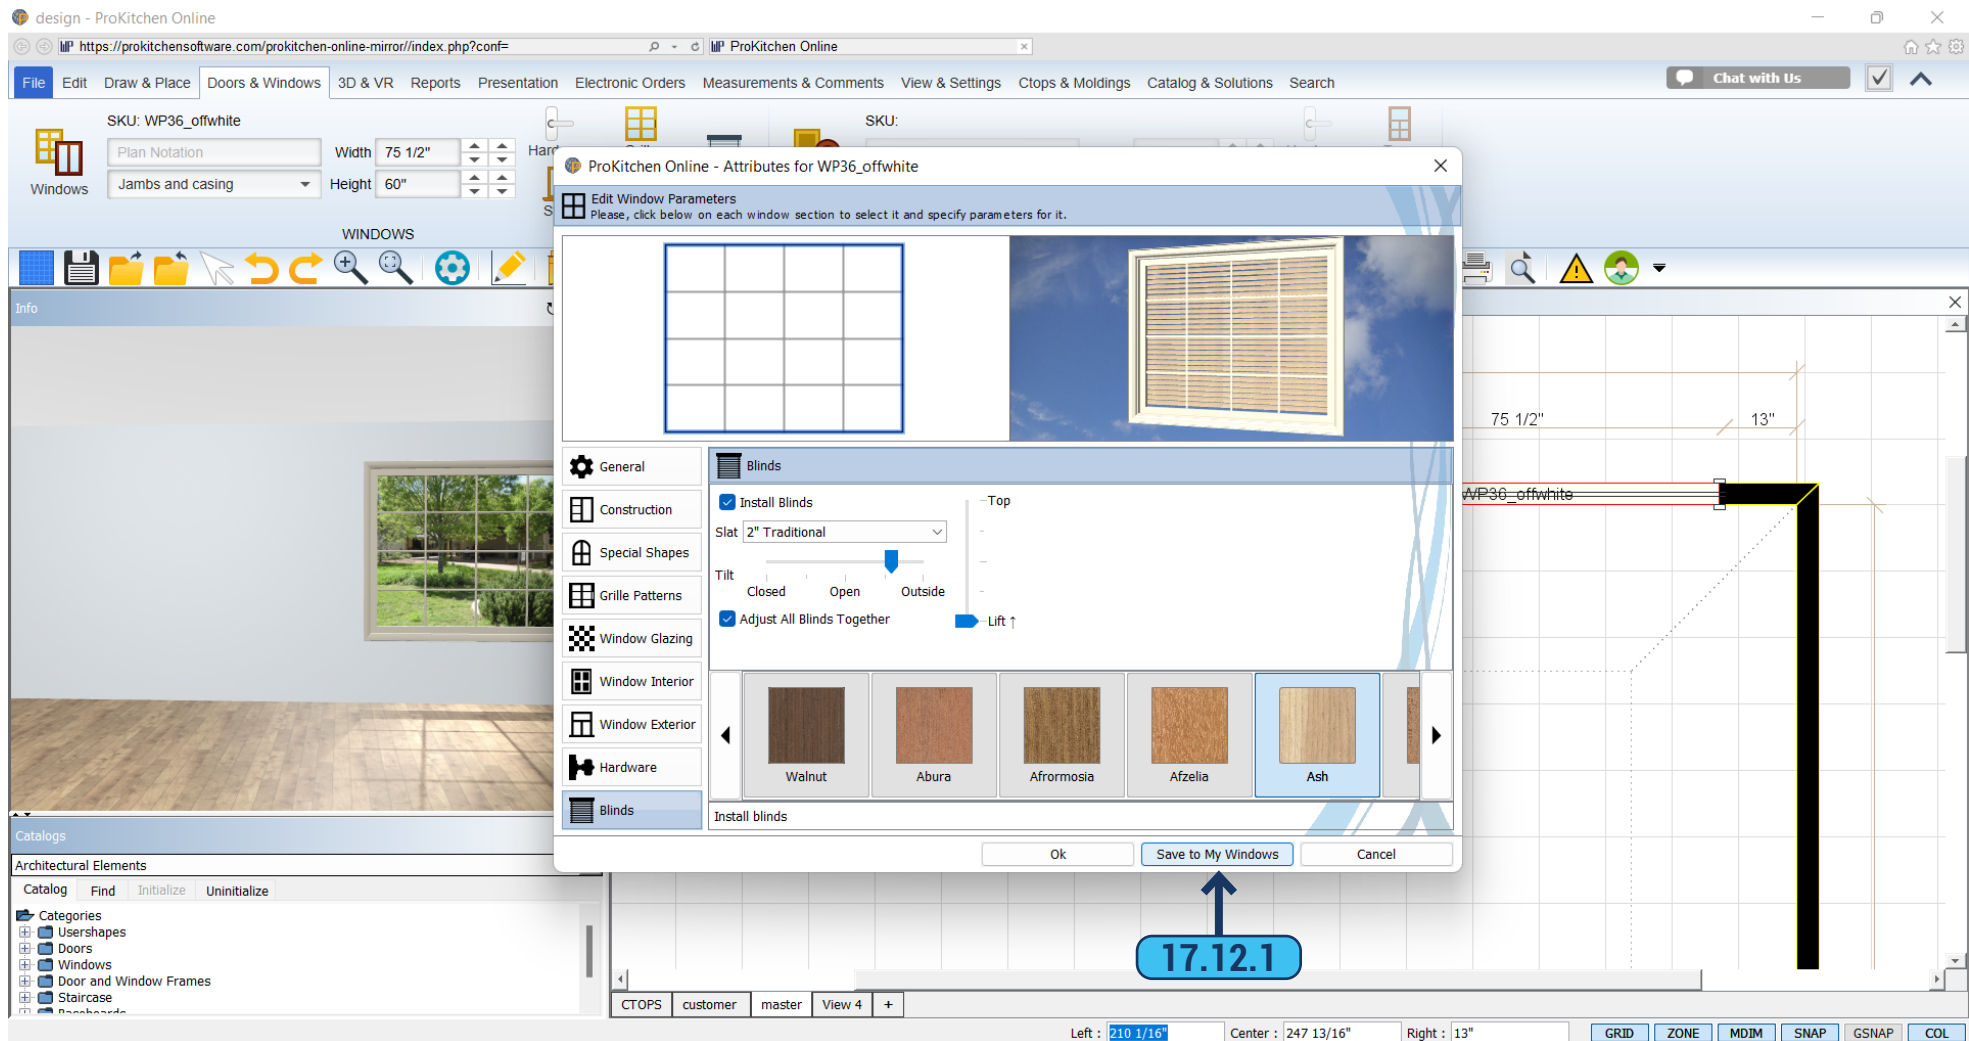 design - ProKitchen Online
https://prokitchensoftware.com/prokitchen-online-mirror//index.php?conf=
ProKitchen Online
File Edit Draw & Place Doors & Windows 3D & VR Reports Presentation Electronic Orders Measurements & Comments View & Settings Ctops & Moldings Catalog & Solutions Search
Chat with Us
SKU: WP36_offwhite
SKU:
Plan Notation
Width 75 1/2"
Jambs and casing
Height 60"
Windows
WINDOWS
ProKitchen Online - Attributes for WP36_offwhite
Edit Window Parameters
Please, click below on each window section to select it and specify parameters for it.
Info
75 1/2"
13"
WP36_offwhite
General
Construction
Special Shapes
Grille Patterns
Window Glazing
Window Interior
Window Exterior
Hardware
Blinds
Blinds
Install Blinds
Slat 2" Traditional
Tilt
Closed Open Outside
Adjust All Blinds Together
Top
Lift ↑
Walnut Abura Afrormosia Afzelia Ash
Install blinds
Ok Save to My Windows Cancel
17.12.1
Catalogs
Architectural Elements
Catalog Find Initialize Uninitialize
Categories
Usershapes
Doors
Windows
Door and Window Frames
Staircase
CTOPS customer master View 4 +
Left : 210 1/16" Center : 247 13/16" Right : 13" GRID ZONE MDIM SNAP GSNAP COL